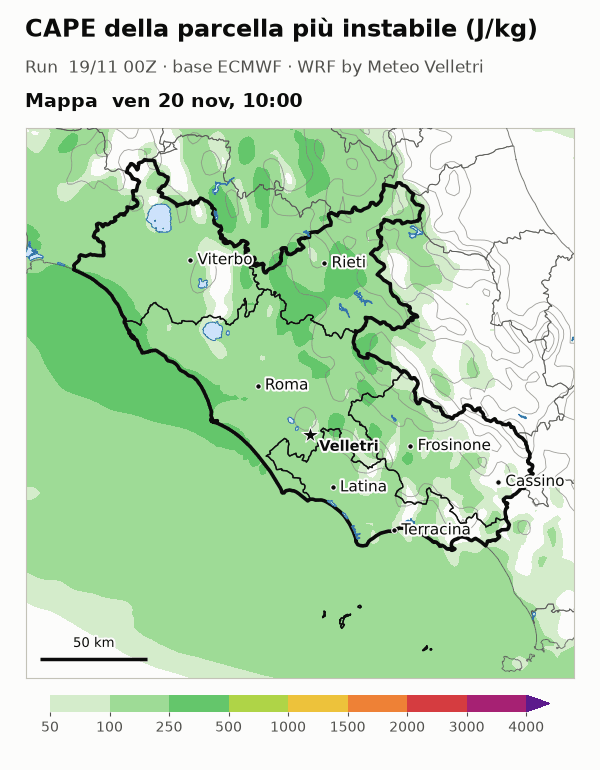 CAPE della parcella più instabile (J/kg)
Run  19/11 00Z · base ECMWF · WRF by Meteo Velletri
Mappa  ven 20 nov, 10:00
Viterbo
Rieti
Roma
Velletri
Frosinone
Cassino
Latina
Terracina
50 km
50 100 250 500 1000 1500 2000 3000 4000